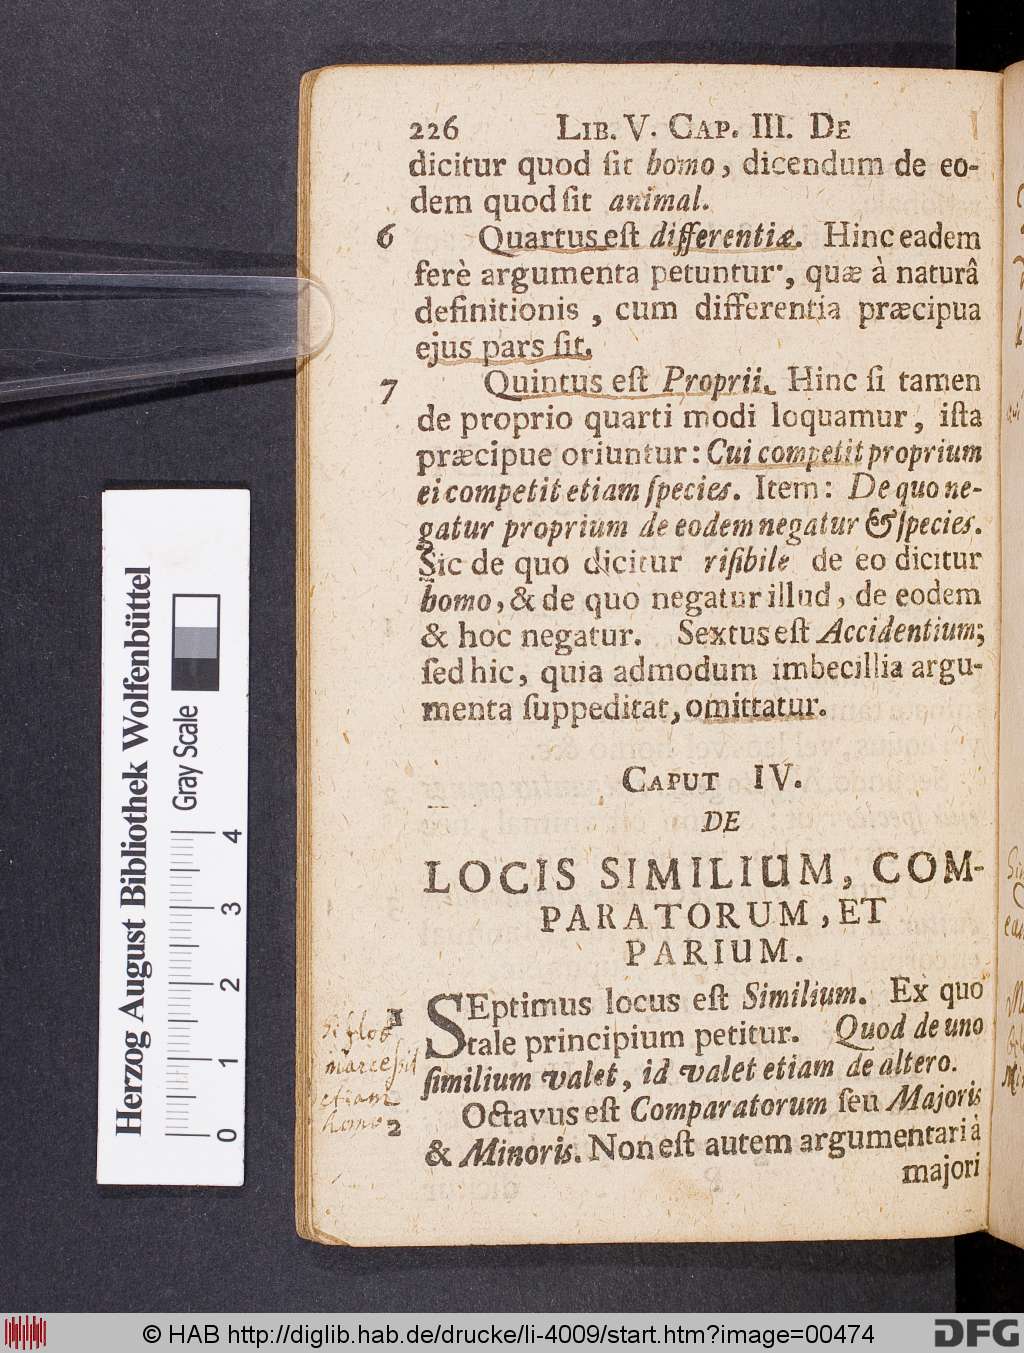 226 LIB. V. CAP. III. DE
dicitur quod ſit homo, dicendum de eo-
dem quod ſit animal.
6 Quartus eſt differentiæ. Hinc eadem
ferè argumenta petuntur, quæ à naturâ
definitionis, cum differentia præcipua
ejus pars ſit.
7 Quintus eſt Proprii. Hinc ſi tamen
de proprio quarti modi loquamur, iſta
præcipue oriuntur: Cui competit proprium
ei competit etiam ſpecies. Item: De quo ne-
gatur proprium de eodem negatur & ſpecies.
Sic de quo dicitur riſibile de eo dicitur
homo, & de quo negatur illud, de eodem
& hoc negatur. Sextus eſt Accidentium;
ſed hic, quia admodum imbecillia argu-
menta ſuppeditat, omittatur.
CAPUT IV.
DE
LOCIS SIMILIUM, COM-
PARATORUM, ET
PARIUM.
1 SEptimus locus eſt Similium. Ex quo
tale principium petitur. Quod de uno
ſimilium valet, id valet etiam de altero.
2 Octavus eſt Comparatorum ſeu Majoris
& Minoris. Non eſt autem argumentari à
majori
Si flos
marceſsit
etiam
homo
Herzog August Bibliothek Wolfenbüttel
Gray Scale
0 1 2 3 4
© HAB http://diglib.hab.de/drucke/li-4009/start.htm?image=00474
DFG